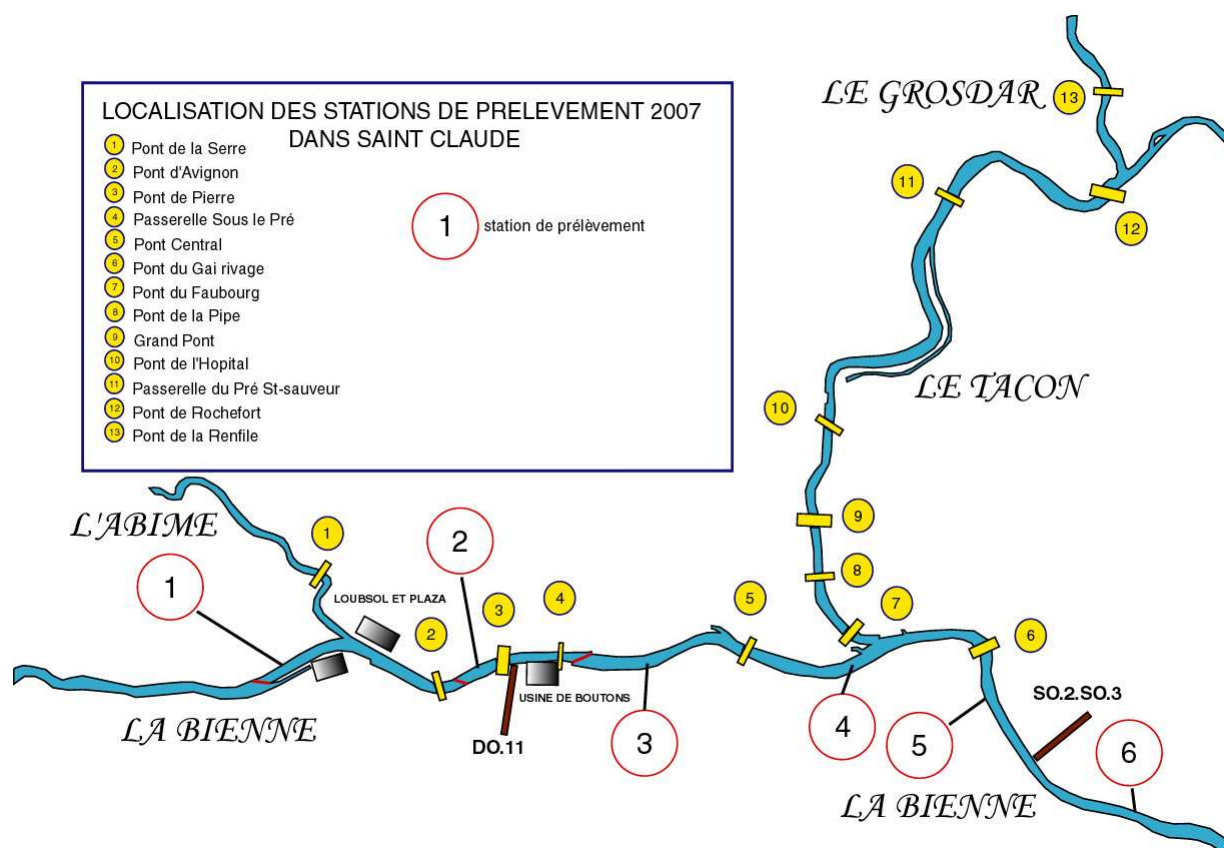 LOCALISATION DES STATIONS DE PRELEVEMENT 2007
DANS SAINT CLAUDE
1 Pont de la Serre
2 Pont d'Avignon
3 Pont de Pierre
4 Passerelle Sous le Pré
5 Pont Central
6 Pont du Gai rivage
7 Pont du Faubourg
8 Pont de la Pipe
9 Grand Pont
10 Pont de l'Hopital
11 Passerelle du Pré St-sauveur
12 Pont de Rochefort
13 Pont de la Renfile
1 station de prélèvement
LE GROSDAR
13
11
12
LE TACON
10
9
8
7
L'ABIME
1
1
LOUBSOL ET PLAZA
2
2
3
4
5
6
USINE DE BOUTONS
DO.11
3
4
5
SO.2.SO.3
6
LA BIENNE
LA BIENNE